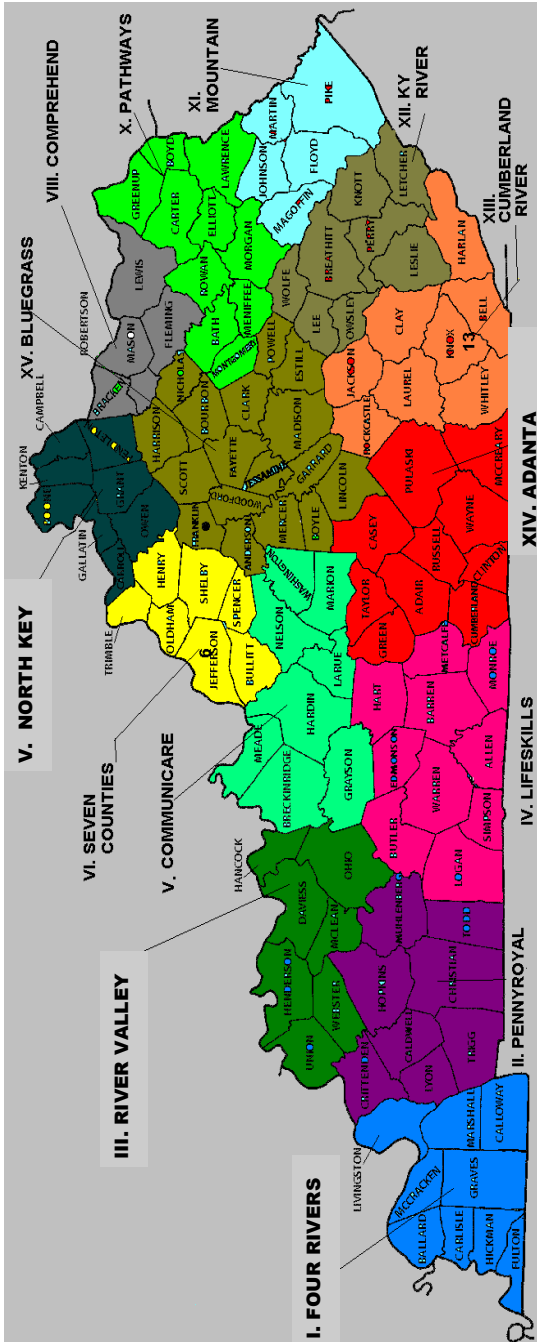 I. FOUR RIVERS
III. RIVER VALLEY
V. NORTH KEY
VI. SEVEN
COUNTIES
V. COMMUNICARE
XV. BLUEGRASS
VIII. COMPREHEND
X. PATHWAYS
XI.
MOUNTAIN
XII. KY
RIVER
XIII.
CUMBERLAND
RIVER
XIV. ADANTA
IV. LIFESKILLS
II. PENNYROYAL
BALLARD
MCCRACKEN
LIVINGSTON
CARLISLE
GRAVES
MARSHALL
HICKMAN
FULTON
CALLOWAY
CRIETENDEN
LYON
CALDWELL
HOPKINS
MUHLENBERG
TRIGG
CHRISTIAN
TODD
UNION
HENDERSON
WEBSTER
DAVIESS
MCLEAN
HANCOCK
OHIO
BRECKINRIDGE
MEADE
HARDIN
GRAYSON
LARUE
NELSON
WASHINGTON
MARION
BUTLER
EDMONSON
HART
LOGAN
WARREN
BARREN
METCALFE
SIMPSON
ALLEN
MONROE
TRIMBLE
OLDHAM
HENRY
6
JEFFERSON
SHELBY
BULLITT
SPENCER
GALLATIN
CARROLL
OWEN
GRANT
BOONE
KENTON
CAMPBELL
PENDLETON
ROBERTSON
BRACKEN
MASON
LEWIS
FLEMING
HARRISON
NICHOLAS
SCOTT
BOURBON
FRANKLIN
WOODFORD
FAYETTE
CLARK
POWELL
ANDERSON
JESSAMINE
MADISON
ESTILL
MERCER
GARRARD
BOYLE
LINCOLN
GREENUP
BOYD
CARTER
LAWRENCE
ELLIOTT
ROWAN
MORGAN
BATH
MENIFFEE
MONTGOMERY
JOHNSON
MARTIN
MAGOFFIN
FLOYD
PIKE
WOLFE
LEE
BREATHITT
KNOTT
OWSLEY
PERRY
LETCHER
LESLIE
JACKSON
ROCKCASTLE
CLAY
LAUREL
HARLAN
KNOX
13
WHITLEY
BELL
TAYLOR
GREEN
CASEY
PULASKI
ADAIR
RUSSELL
CUMBERLAND
CLINTON
WAYNE
MCCREARY